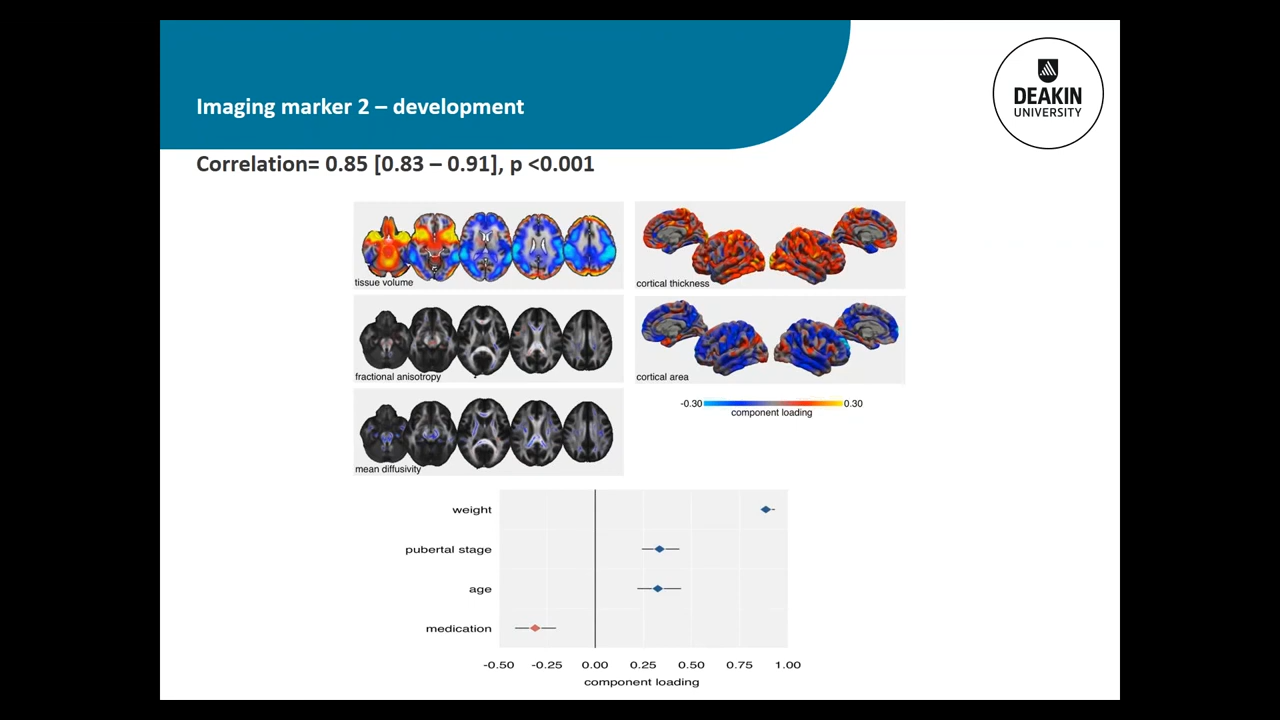 Imaging marker 2 – development
DEAKIN
UNIVERSITY
Correlation= 0.85 [0.83 – 0.91], p <0.001
tissue volume
cortical thickness
fractional anisotropy
cortical area
-0.30
0.30
component loading
mean diffusivity
weight
pubertal stage
age
medication
-0.50 -0.25 0.00 0.25 0.50 0.75 1.00
component loading